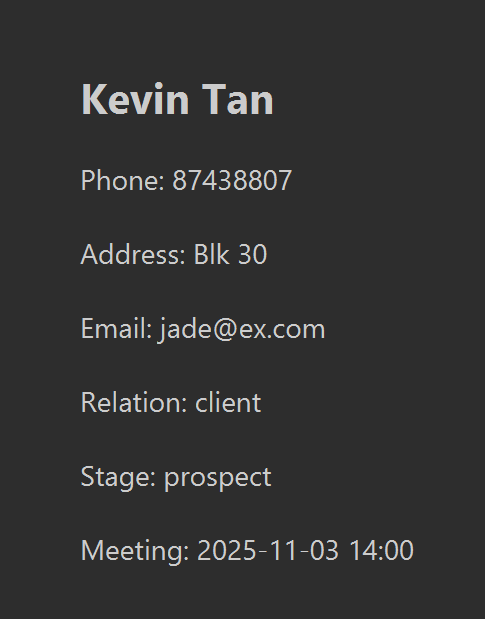 Kevin Tan
Phone: 87438807
Address: Blk 30
Email: jade@ex.com
Relation: client
Stage: prospect
Meeting: 2025-11-03 14:00